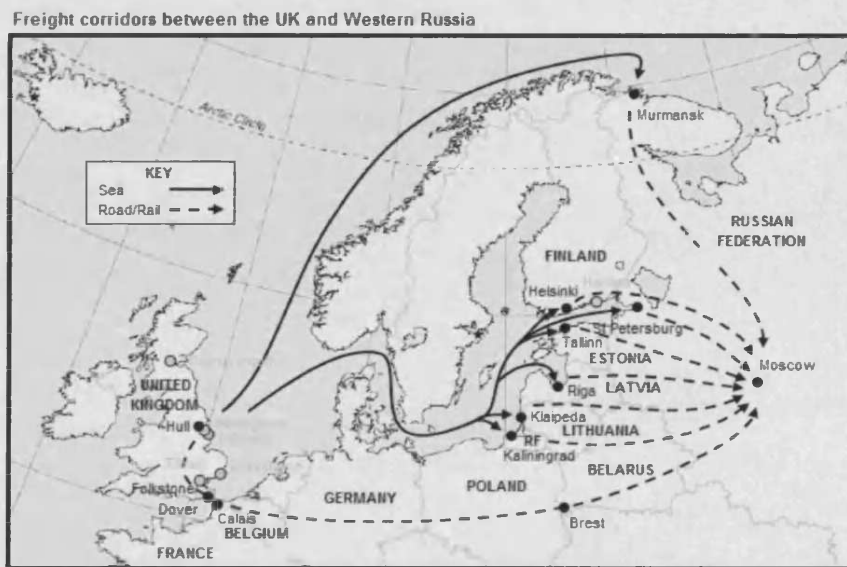 Freight corridors between the UK and Western Russia
Arctic Circle
Murmansk
KEY
Sea
Road/Rail
RUSSIAN
FEDERATION
FINLAND
Helsinki
St Petersburg
Tallinn
ESTONIA
Moscow
UNITED
KINGDOM
Riga
LATVIA
Hull
Klaipeda
LITHUANIA
RF
Kaliningrad
BELARUS
Folkstone
Dover
Calais
GERMANY
POLAND
BELGIUM
Brest
FRANCE